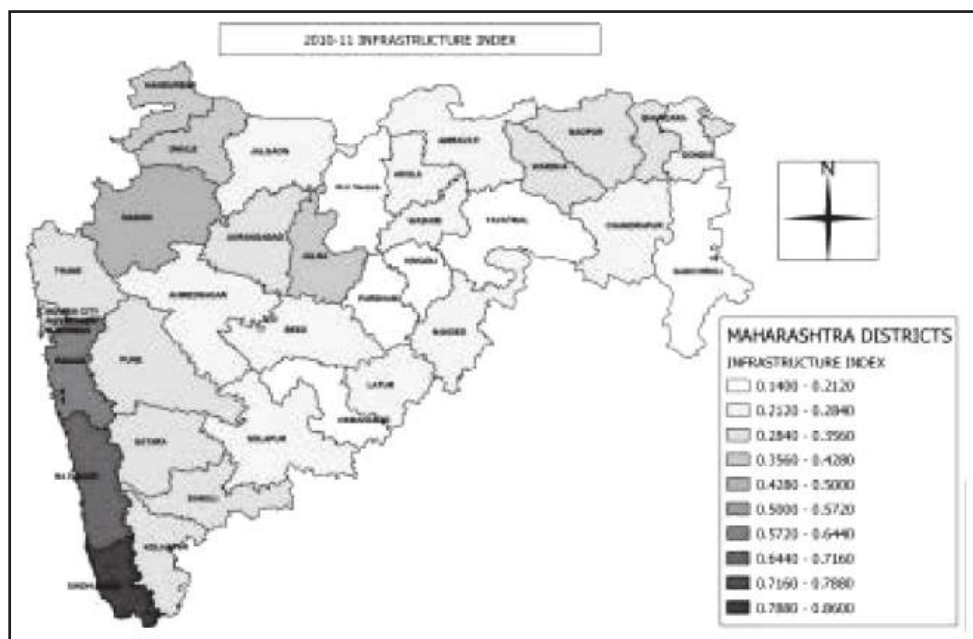 2010-11 INFRASTRUCTURE INDEX
NANDURBAR
DHULE
JALGAON
AMRAVATI
NAGPUR
BHANDARA
GONDIA
AKOLA
WARDHA
NASHIK
AURANGABAD
JALNA
WASHIM
YAVATMAL
CHANDRAPUR
GADCHIROLI
HINGOLI
THANE
AHMEDNAGAR
PARBHANI
MUMBAI CITY
BEED
NANDED
PUNE
LATUR
SATARA
SOLAPUR
SANGLI
KOLHAPUR
N
MAHARASHTRA DISTRICTS
INFRASTRUCTURE INDEX
0.1400 - 0.2120
0.2120 - 0.2840
0.2840 - 0.3560
0.3560 - 0.4280
0.4280 - 0.5000
0.5000 - 0.5720
0.5720 - 0.6440
0.6440 - 0.7160
0.7160 - 0.7880
0.7880 - 0.8600